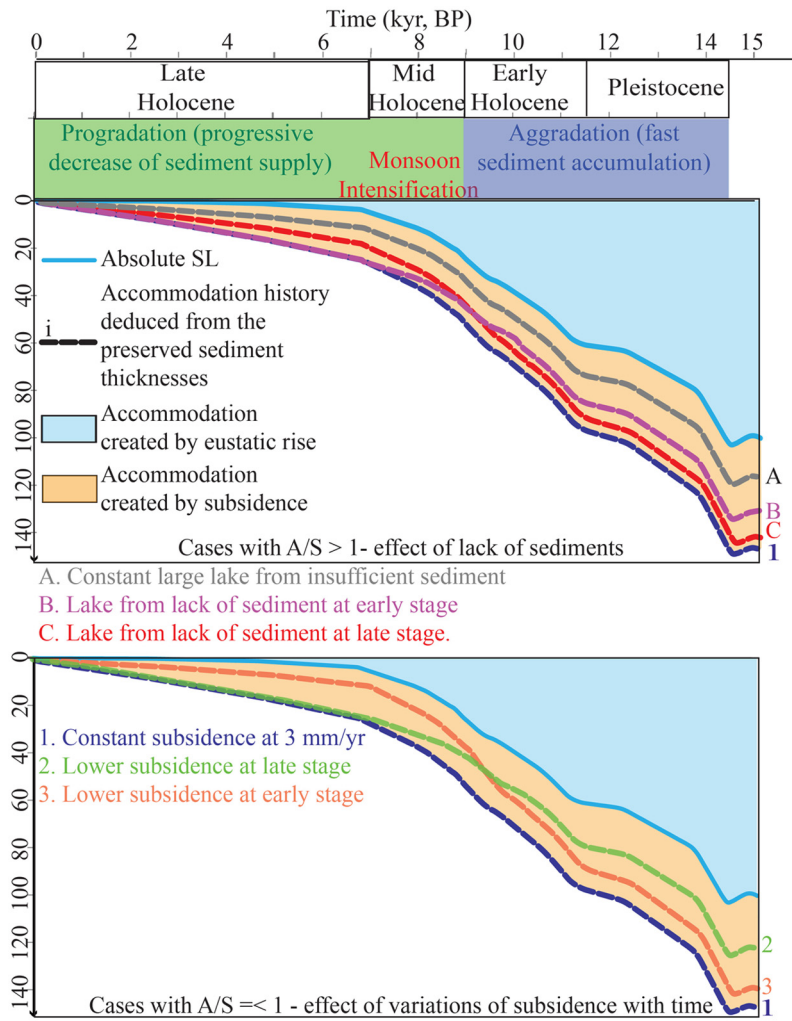 Time (kyr, BP)
0 2 4 6 8 10 12 14 15
Late Holocene
Mid Holocene
Early Holocene
Pleistocene
Progradation (progressive
decrease of sediment supply)
Monsoon
Intensification
Aggradation (fast
sediment accumulation)
0
20
40
60
80
100
120
140
Absolute SL
i
Accommodation history
deduced from the
preserved sediment
thicknesses
Accommodation
created by eustatic rise
Accommodation
created by subsidence
A
B
C
1
Cases with A/S > 1- effect of lack of sediments
A. Constant large lake from insufficient sediment
B. Lake from lack of sediment at early stage
C. Lake from lack of sediment at late stage.
0
20
40
60
80
100
120
140
1. Constant subsidence at 3 mm/yr
2. Lower subsidence at late stage
3. Lower subsidence at early stage
2
3
1
Cases with A/S =< 1 - effect of variations of subsidence with time